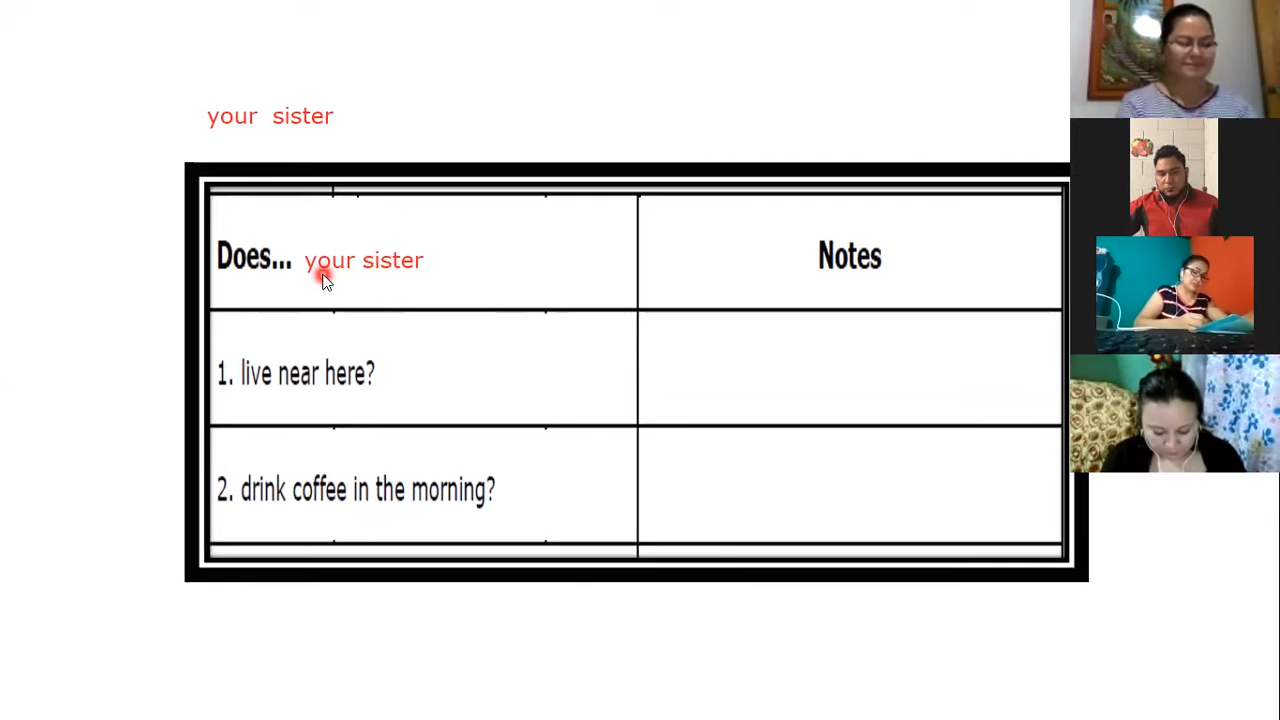 your sister
Does... your sister
Notes
1. live near here?
2. drink coffee in the morning?